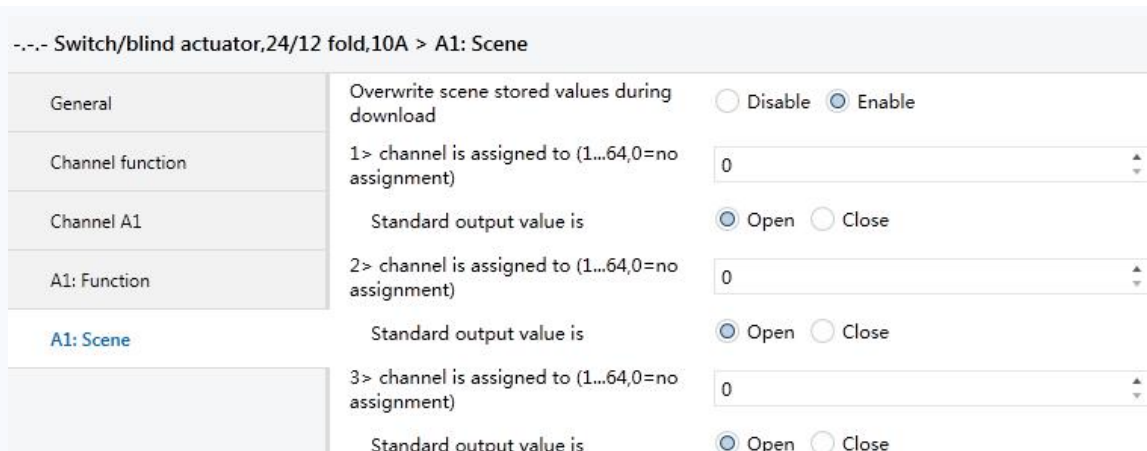 -.-.- Switch/blind actuator,24/12 fold,10A > A1: Scene
General
Channel function
Channel A1
A1: Function
A1: Scene
Overwrite scene stored values during
download
Disable Enable
1> channel is assigned to (1...64,0=no
assignment)
0
Standard output value is
Open Close
2> channel is assigned to (1...64,0=no
assignment)
0
Standard output value is
Open Close
3> channel is assigned to (1...64,0=no
assignment)
0
Standard output value is
Open Close